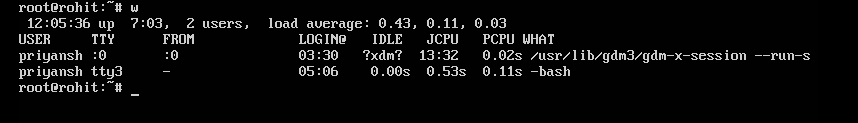 root@rohit:~# w
 12:05:36 up  7:03,  2 users,  load average: 0.43, 0.11, 0.03
USER     TTY      FROM             LOGIN@   IDLE   JCPU   PCPU WHAT
priyansh :0       :0               03:30   ?xdm?  13:32   0.02s /usr/lib/gdm3/gdm-x-session --run-s
priyansh tty3     -                05:06    0.00s  0.53s  0.11s -bash
root@rohit:~# _